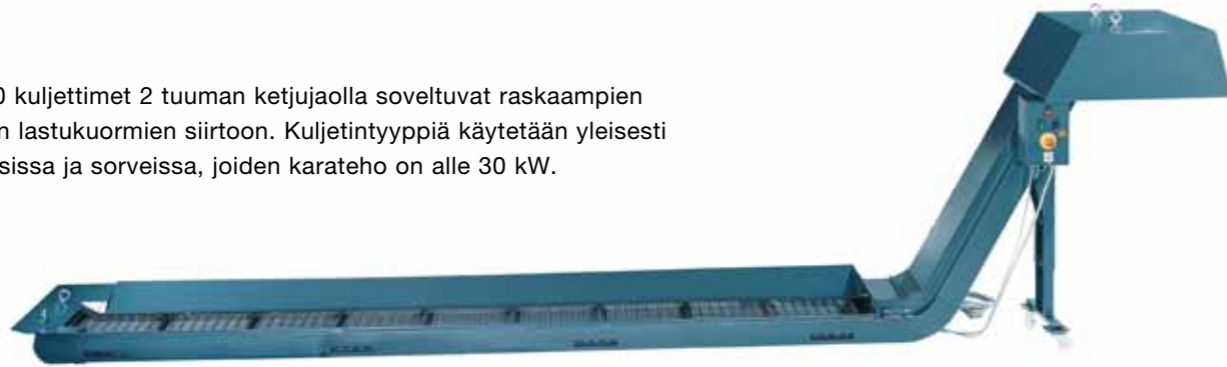 0 kuljettimet 2 tuuman ketjujaolla soveltuvat raskaampien
n lastukuormien siirtoon. Kuljetintyyppiä käytetään yleisesti
sissa ja sorveissa, joiden karateho on alle 30 kW.